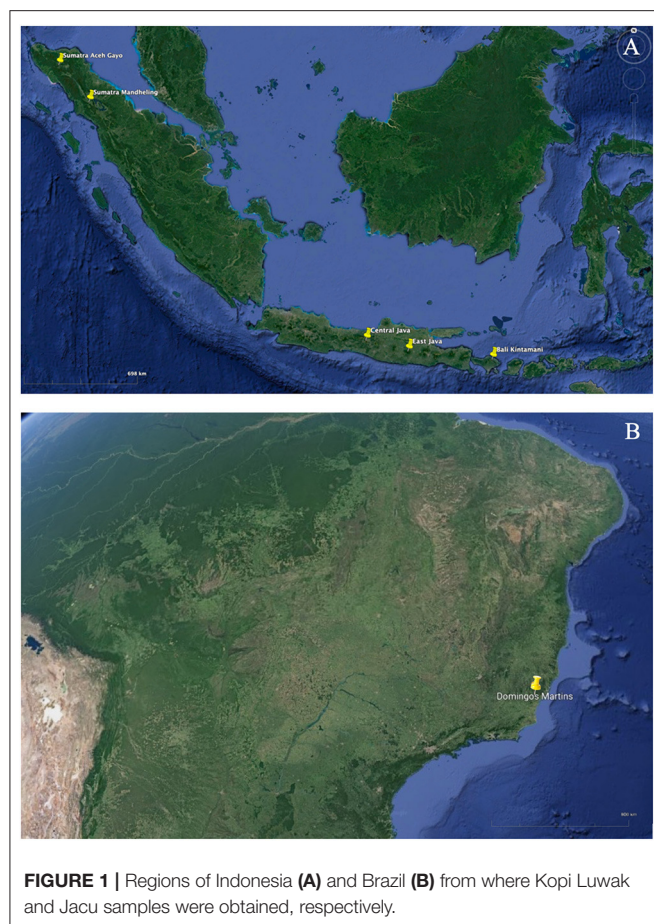 A
Sumatra Aceh Gayo
Sumatra Mandheling
Central Java
East Java
Bali Kintamani
698 km
B
Domingos Martins
FIGURE 1 | Regions of Indonesia (A) and Brazil (B) from where Kopi Luwak
and Jacu samples were obtained, respectively.